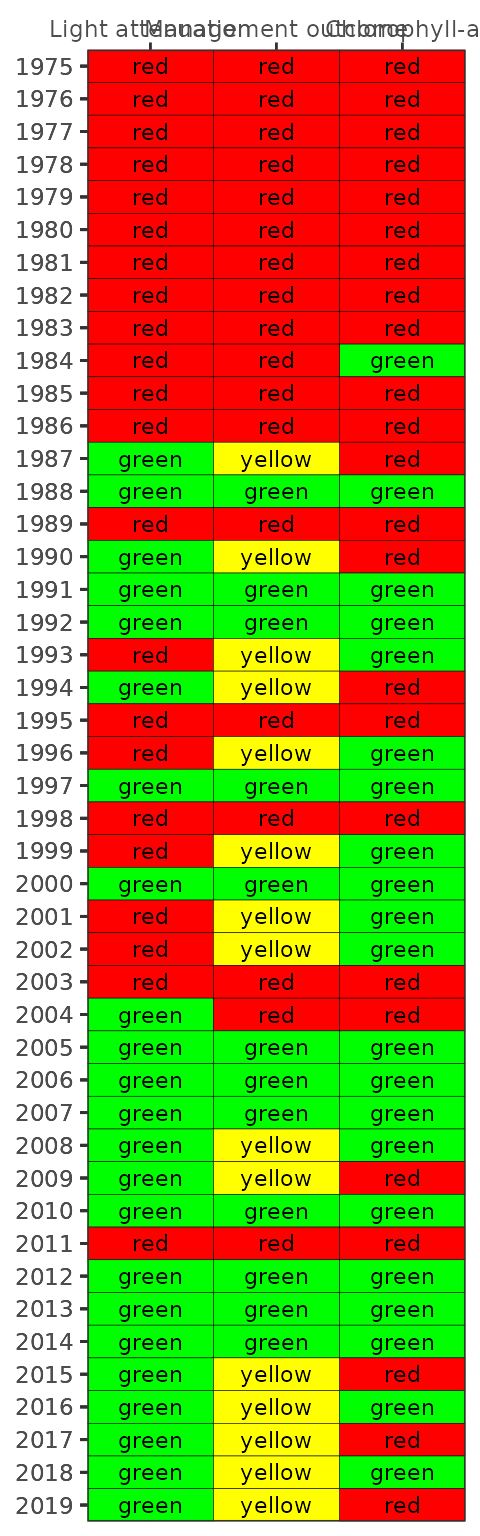 Light attenuation Management outcome Chlorophyll-a
1975 red red red
1976 red red red
1977 red red red
1978 red red red
1979 red red red
1980 red red red
1981 red red red
1982 red red red
1983 red red red
1984 red red green
1985 red red red
1986 red red red
1987 green yellow red
1988 green green green
1989 red red red
1990 green yellow red
1991 green green green
1992 green green green
1993 red yellow green
1994 green yellow red
1995 red red red
1996 red yellow green
1997 green green green
1998 red red red
1999 red yellow green
2000 green green green
2001 red yellow green
2002 red yellow green
2003 red red red
2004 green red red
2005 green green green
2006 green green green
2007 green green green
2008 green yellow green
2009 green yellow red
2010 green green green
2011 red red red
2012 green green green
2013 green green green
2014 green green green
2015 green yellow red
2016 green yellow green
2017 green yellow red
2018 green yellow green
2019 green yellow red